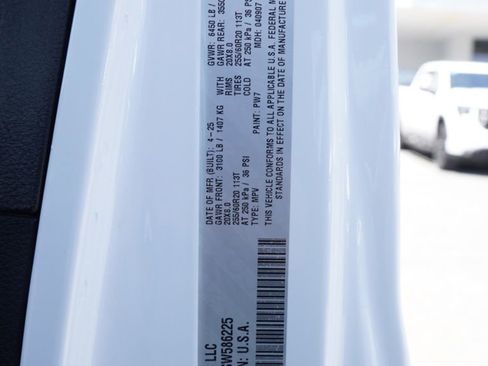 LLC
W586225
N: U.S.A.
DATE OF MFR (BUILT): 4-25 GVWR: 6450 LB /
GAWR FRONT: 3100 LB / 1407 KG WITH GAWR REAR: 3550
20X8.0 RIMS 20X8.0
255/60R20 113T TIRES 255/60R20 113T
AT 250 kPa / 36 PSI COLD AT 250 kPa / 36 PS
TYPE: MPV PAINT: PW7 MDH: 040907
THIS VEHICLE CONFORMS TO ALL APPLICABLE U.S.A. FEDERAL M
STANDARDS IN EFFECT ON THE DATE OF MANUFACTURE